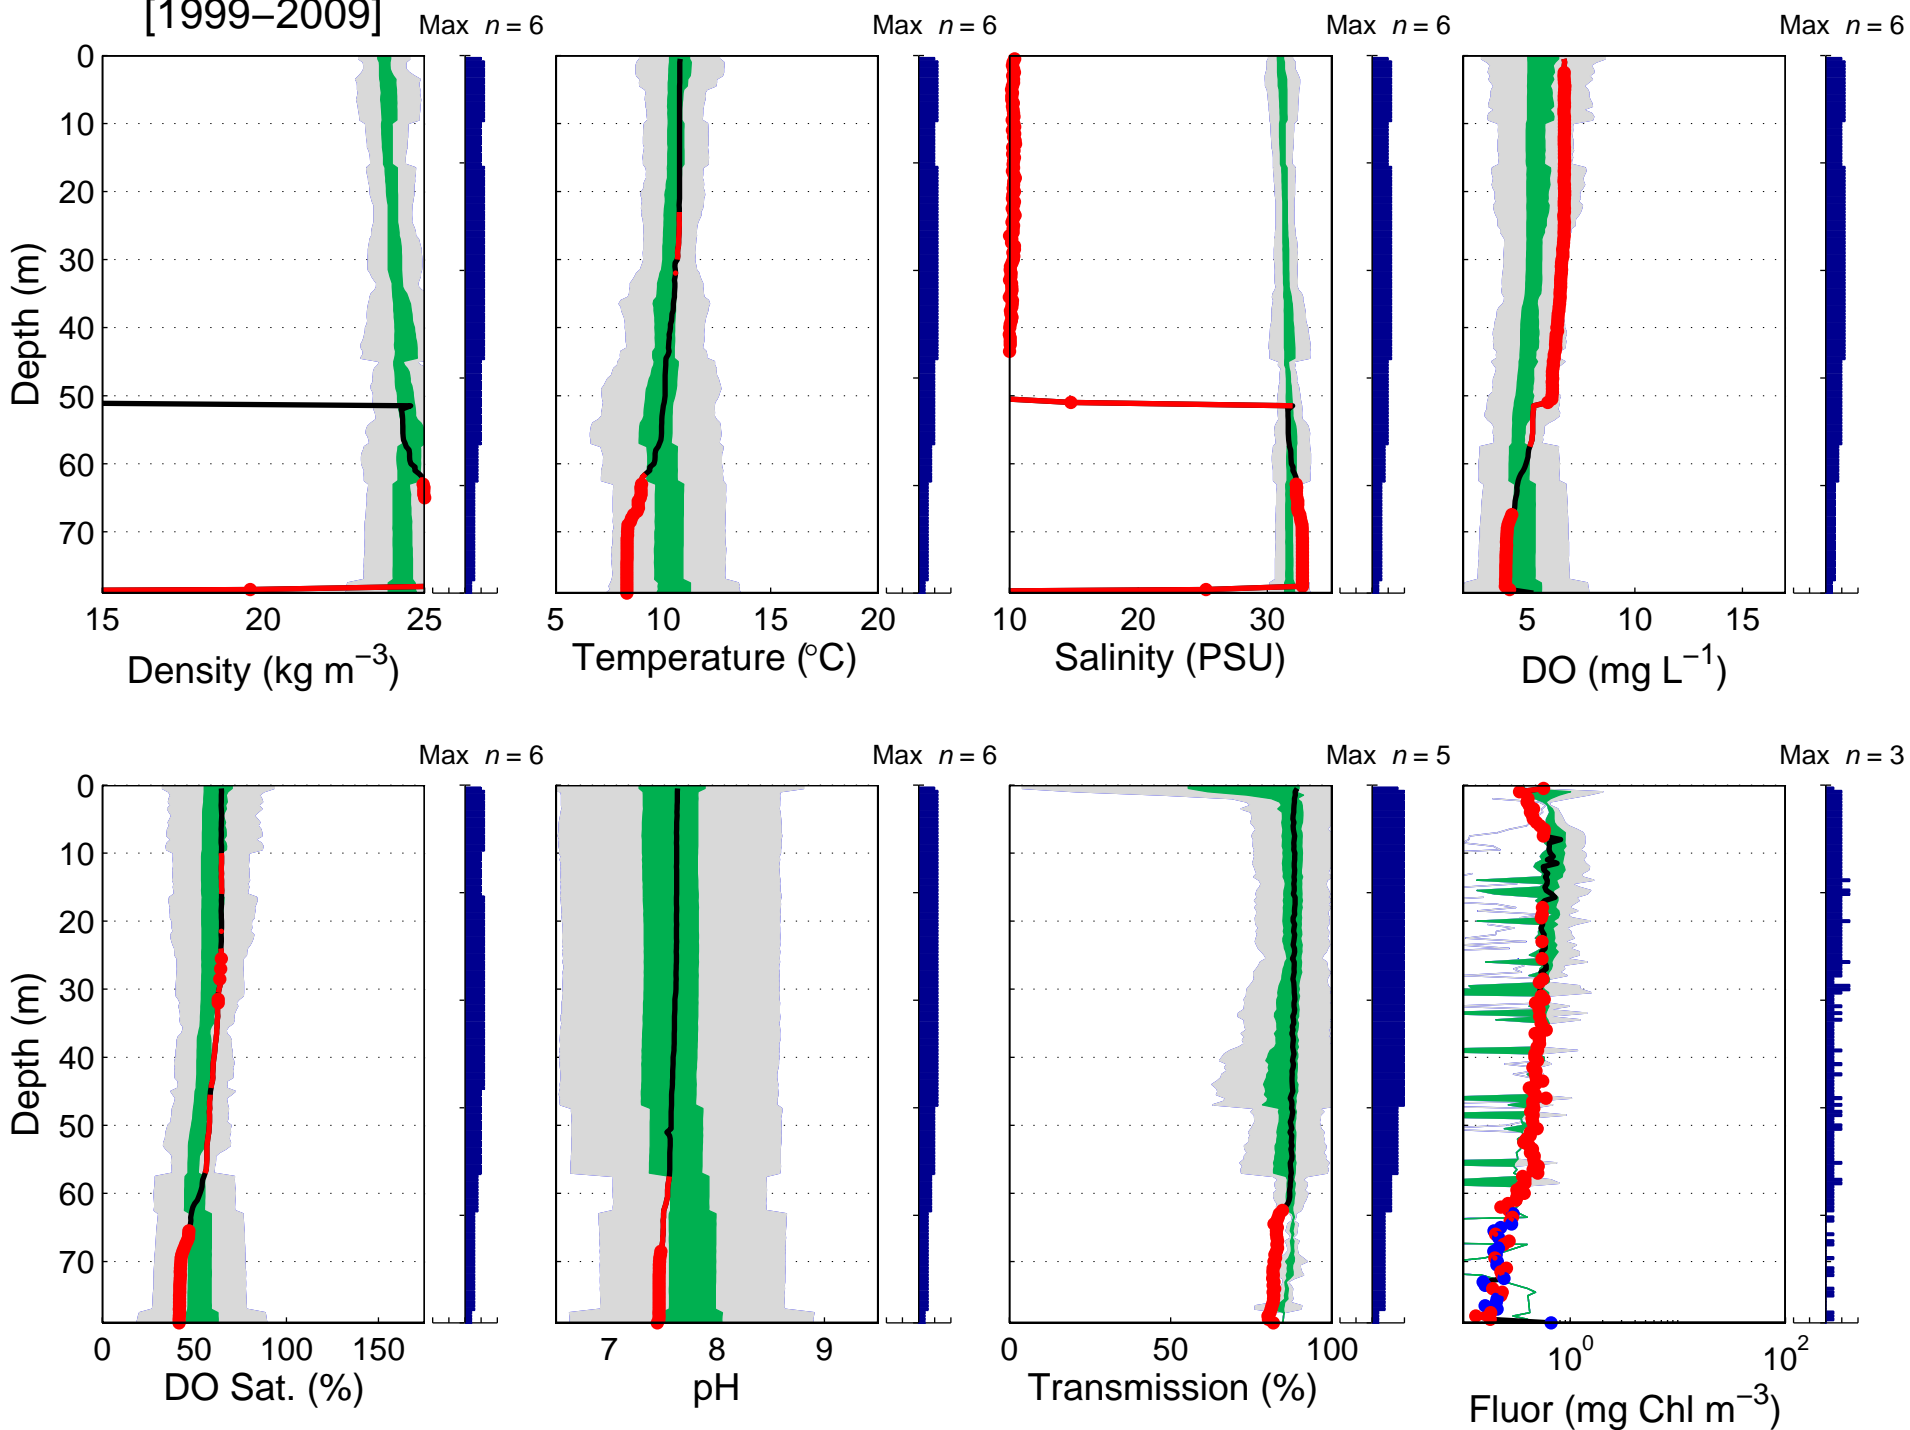 [1999−2009]
Max n = 6
Max n = 6
Max n = 6
Max n = 6
0
10
20
30
40
50
60
70
Depth (m)
15 20 25
5 10 15 20
10 20 30
5 10 15
Density (kg m−3)
Temperature (°C)
Salinity (PSU)
DO (mg L−1)
Max n = 6
Max n = 6
Max n = 5
Max n = 3
0
10
20
30
40
50
60
70
Depth (m)
0 50 100 150
7 8 9
0 50 100
100 102
DO Sat. (%)
pH
Transmission (%)
Fluor (mg Chl m−3)